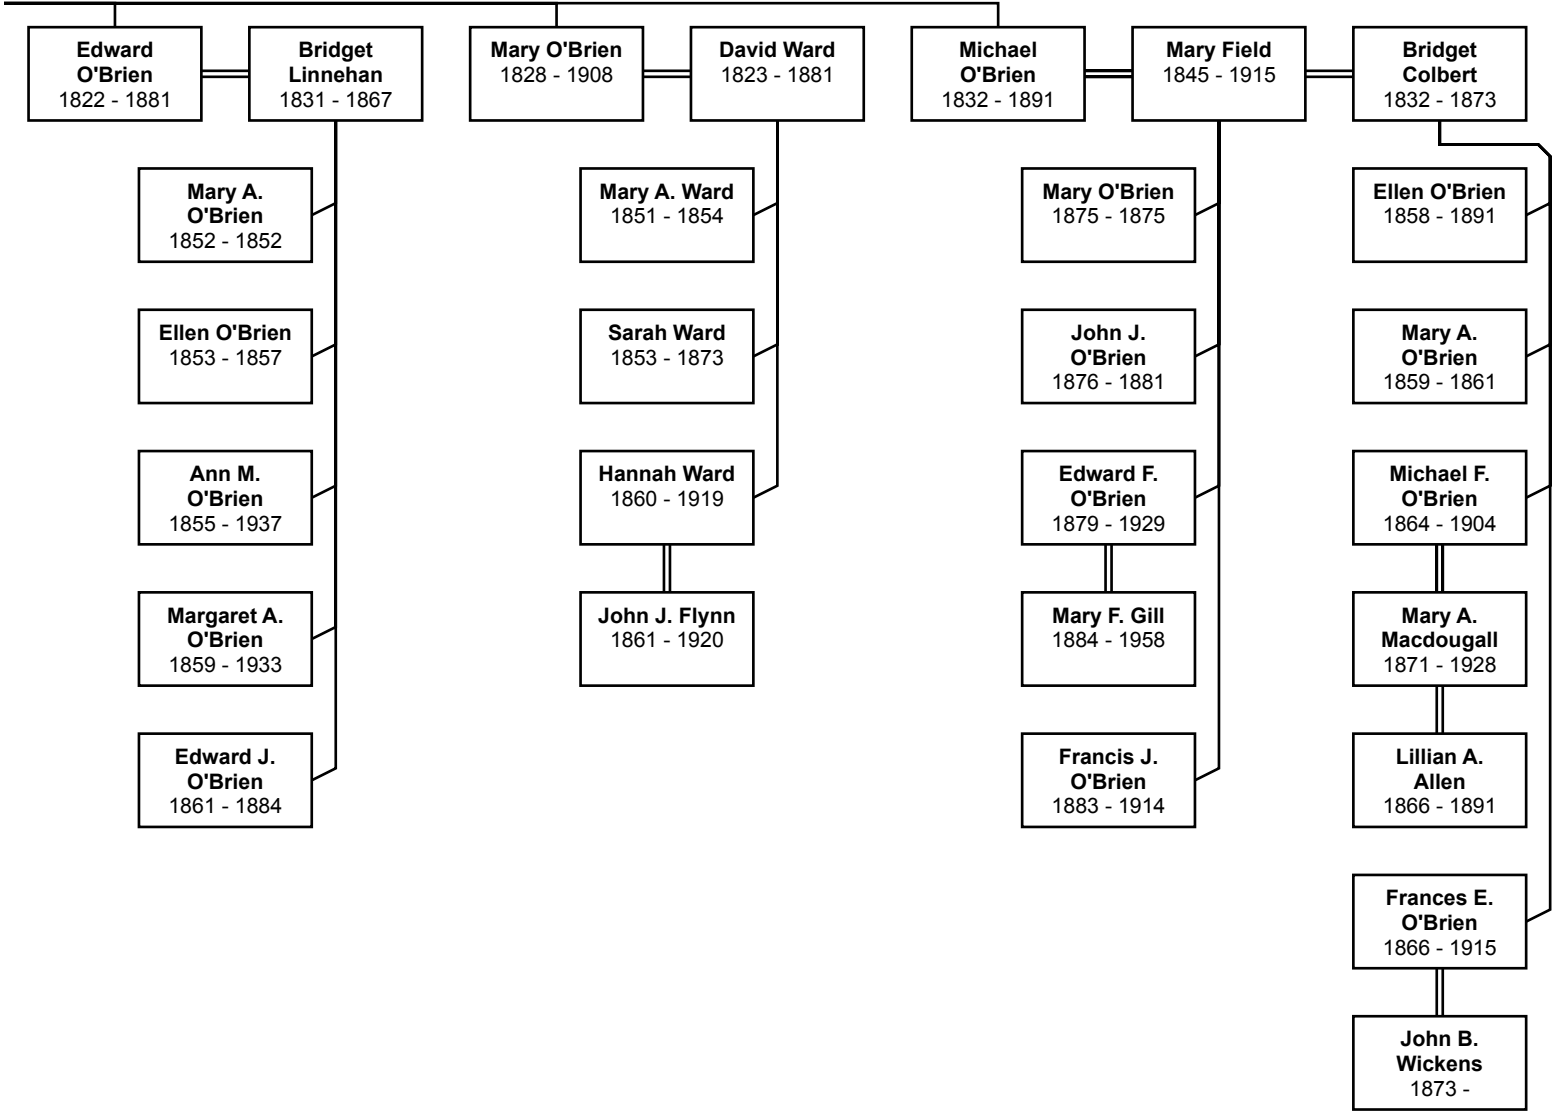 Edward
O'Brien
1822 - 1881
Bridget
Linnehan
1831 - 1867
Mary O'Brien
1828 - 1908
David Ward
1823 - 1881
Michael
O'Brien
1832 - 1891
Mary Field
1845 - 1915
Bridget
Colbert
1832 - 1873
Mary A.
O'Brien
1852 - 1852
Mary A. Ward
1851 - 1854
Mary O'Brien
1875 - 1875
Ellen O'Brien
1858 - 1891
Ellen O'Brien
1853 - 1857
Sarah Ward
1853 - 1873
John J.
O'Brien
1876 - 1881
Mary A.
O'Brien
1859 - 1861
Ann M.
O'Brien
1855 - 1937
Hannah Ward
1860 - 1919
Edward F.
O'Brien
1879 - 1929
Michael F.
O'Brien
1864 - 1904
Margaret A.
O'Brien
1859 - 1933
John J. Flynn
1861 - 1920
Mary F. Gill
1884 - 1958
Mary A.
Macdougall
1871 - 1928
Edward J.
O'Brien
1861 - 1884
Francis J.
O'Brien
1883 - 1914
Lillian A.
Allen
1866 - 1891
Frances E.
O'Brien
1866 - 1915
John B.
Wickens
1873 -